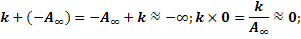 k + (−A∞) = −A∞ + k ≈ −∞; k × 0 = k/A∞ ≈ 0;